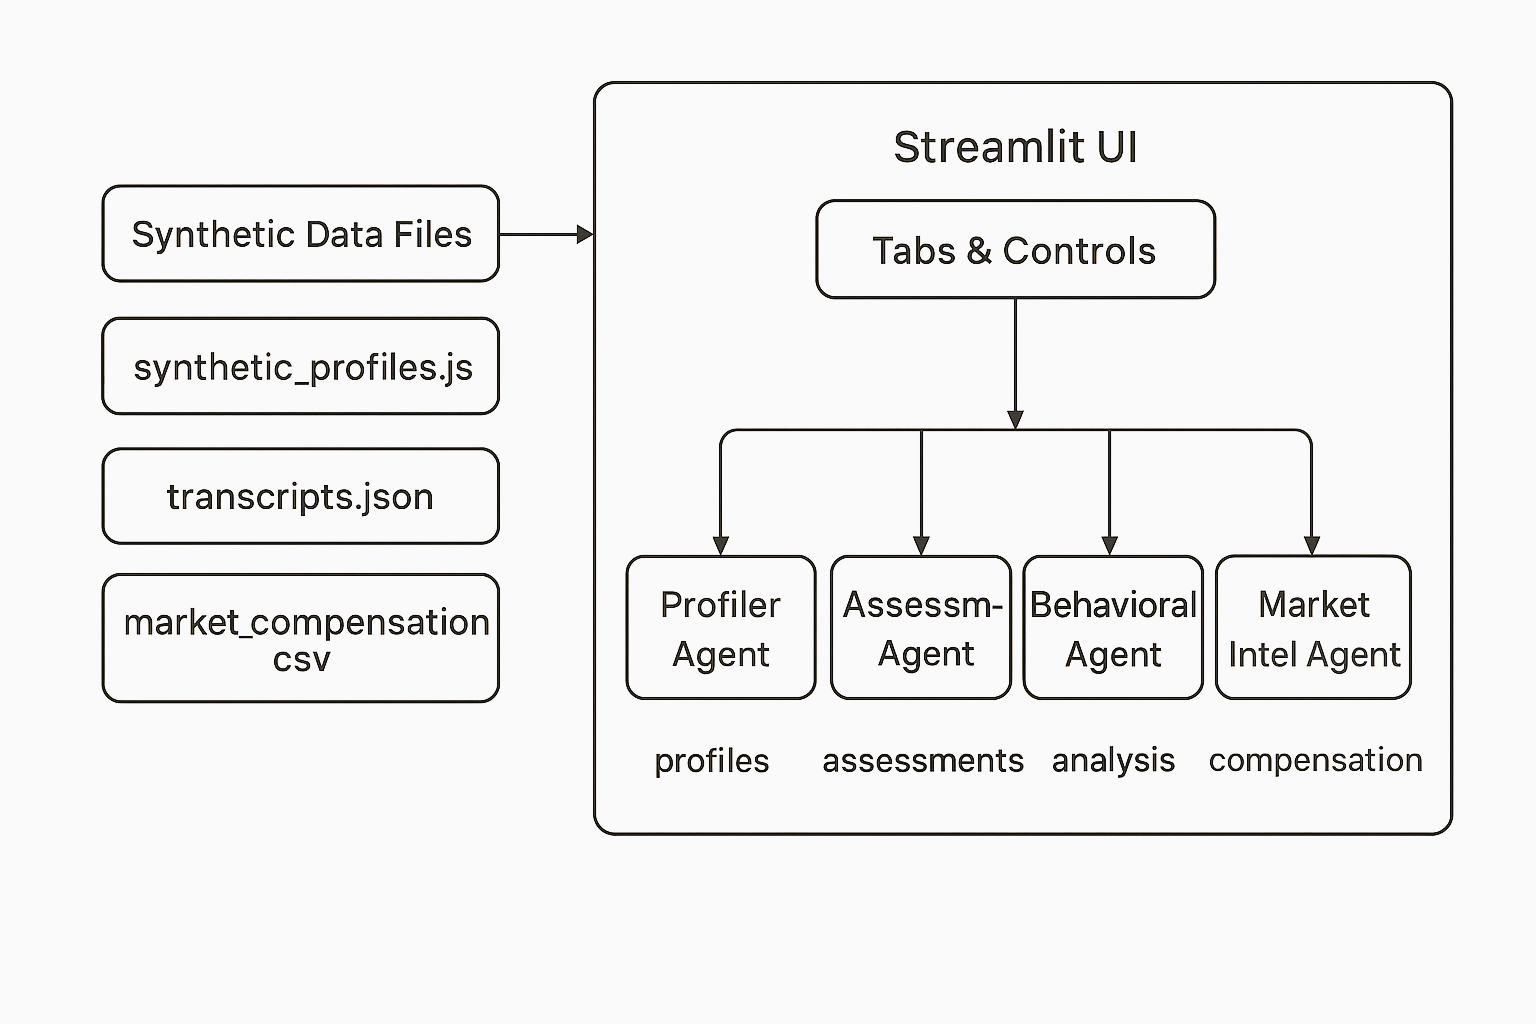 Streamlit UI
Synthetic Data Files
Tabs & Controls
synthetic_profiles.js
transcripts.json
market_compensation
csv
Profiler
Agent
Assessm-
Agent
Behavioral
Agent
Market
Intel Agent
profiles
assessments
analysis
compensation